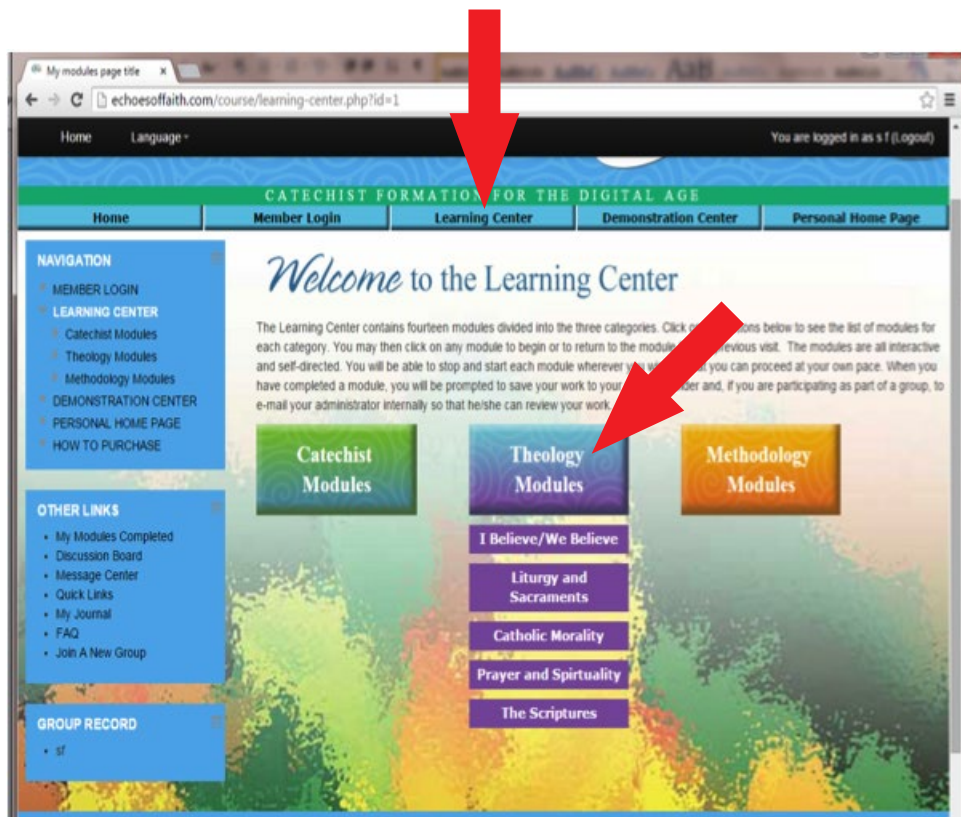 My modules page title
echoesoffaith.com/course/learning-center.php?id=1
Home Language
You are logged in as s f (Logout)
CATECHIST FORMATION FOR THE DIGITAL AGE
Home Member Login Learning Center Demonstration Center Personal Home Page
NAVIGATION
MEMBER LOGIN
LEARNING CENTER
Catechist Modules
Theology Modules
Methodology Modules
DEMONSTRATION CENTER
PERSONAL HOME PAGE
HOW TO PURCHASE
OTHER LINKS
• My Modules Completed
• Discussion Board
• Message Center
• Quick Links
• My Journal
• FAQ
• Join A New Group
GROUP RECORD
• sf
Welcome to the Learning Center
The Learning Center contains fourteen modules divided into the three categories. Click on below to see the list of modules for
each category. You may then click on any module to begin or to return to the module previous visit. The modules are all interactive
and self-directed. You will be able to stop and start each module wherever you you can proceed at your own pace. When you
have completed a module, you will be prompted to save your work to your and, if you are participating as part of a group, to
e-mail your administrator internally so that he/she can review your work.
Catechist
Modules
Theology
Modules
Methodology
Modules
I Believe/We Believe
Liturgy and
Sacraments
Catholic Morality
Prayer and Spirtuality
The Scriptures